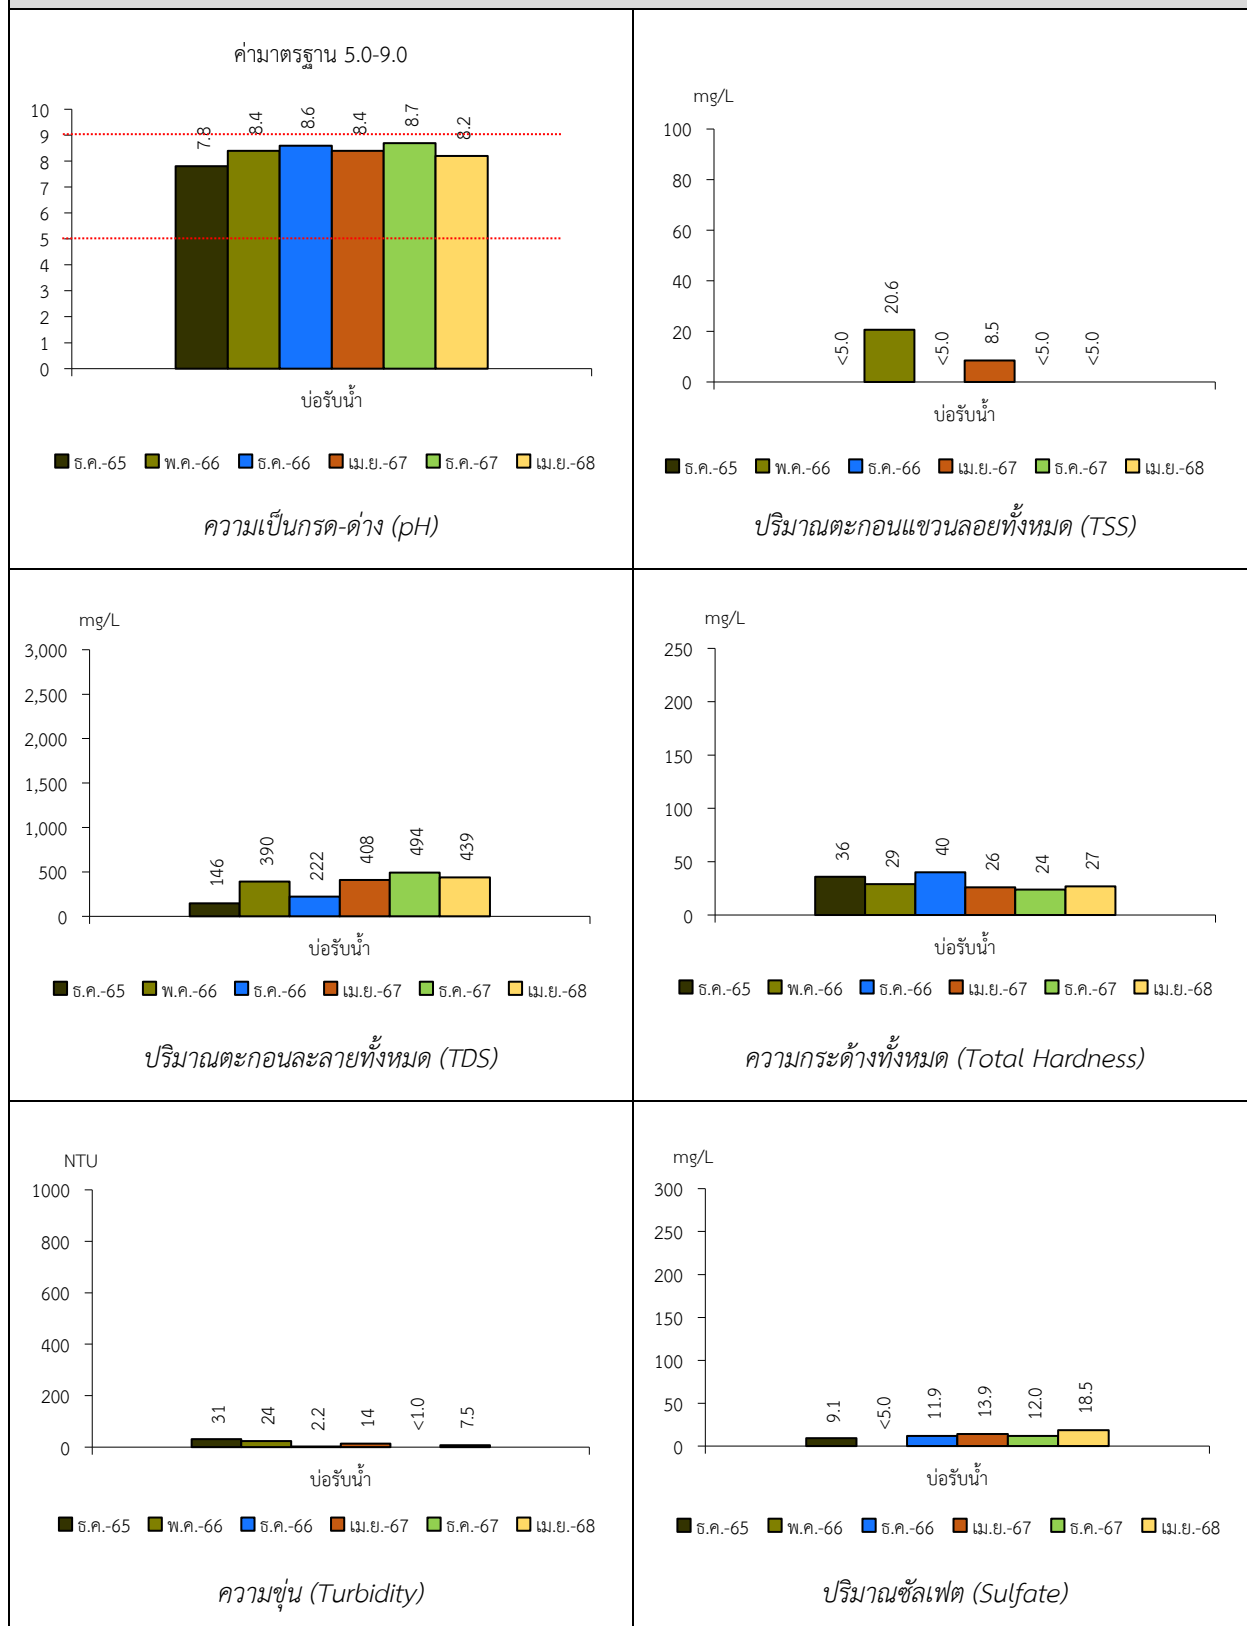 ค่ามาตรฐาน 5.0-9.0
10
9
8
7
6
5
4
3
2
1
0
7.8 8.4 8.6 8.4 8.7 8.2
บ่อรับน้ำ
ธ.ค.-65 พ.ค.-66 ธ.ค.-66 เม.ย.-67 ธ.ค.-67 เม.ย.-68
ความเป็นกรด-ด่าง (pH)
mg/L
100
80
60
40
20
0
<5.0 20.6 <5.0 8.5 <5.0 <5.0
บ่อรับน้ำ
ธ.ค.-65 พ.ค.-66 ธ.ค.-66 เม.ย.-67 ธ.ค.-67 เม.ย.-68
ปริมาณตะกอนแขวนลอยทั้งหมด (TSS)
mg/L
3,000
2,500
2,000
1,500
1,000
500
0
146 390 222 408 494 439
บ่อรับน้ำ
ธ.ค.-65 พ.ค.-66 ธ.ค.-66 เม.ย.-67 ธ.ค.-67 เม.ย.-68
ปริมาณตะกอนละลายทั้งหมด (TDS)
mg/L
250
200
150
100
50
0
36 29 40 26 24 27
บ่อรับน้ำ
ธ.ค.-65 พ.ค.-66 ธ.ค.-66 เม.ย.-67 ธ.ค.-67 เม.ย.-68
ความกระด้างทั้งหมด (Total Hardness)
NTU
1000
800
600
400
200
0
31 24 2.2 14 <1.0 7.5
บ่อรับน้ำ
ธ.ค.-65 พ.ค.-66 ธ.ค.-66 เม.ย.-67 ธ.ค.-67 เม.ย.-68
ความขุ่น (Turbidity)
mg/L
300
250
200
150
100
50
0
9.1 <5.0 11.9 13.9 12.0 18.5
บ่อรับน้ำ
ธ.ค.-65 พ.ค.-66 ธ.ค.-66 เม.ย.-67 ธ.ค.-67 เม.ย.-68
ปริมาณซัลเฟต (Sulfate)